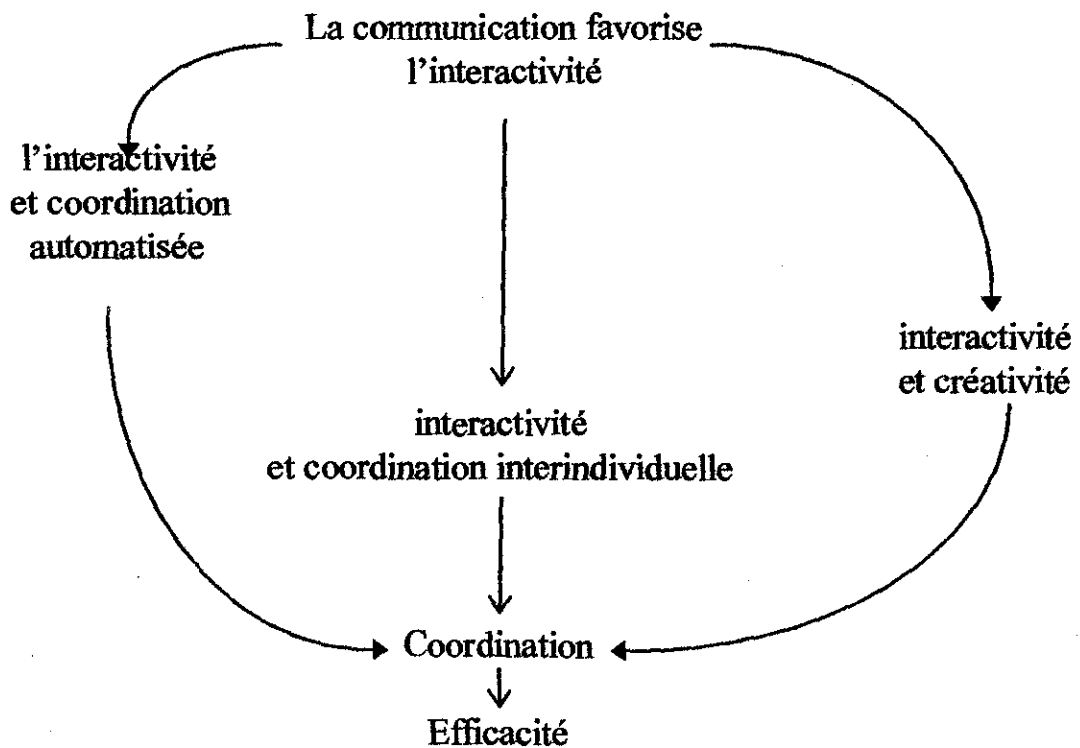 La communication favorise
l'interactivité
l'interactivité
et coordination
automatisée
interactivité
et créativité
interactivité
et coordination interindividuelle
Coordination
Efficacité